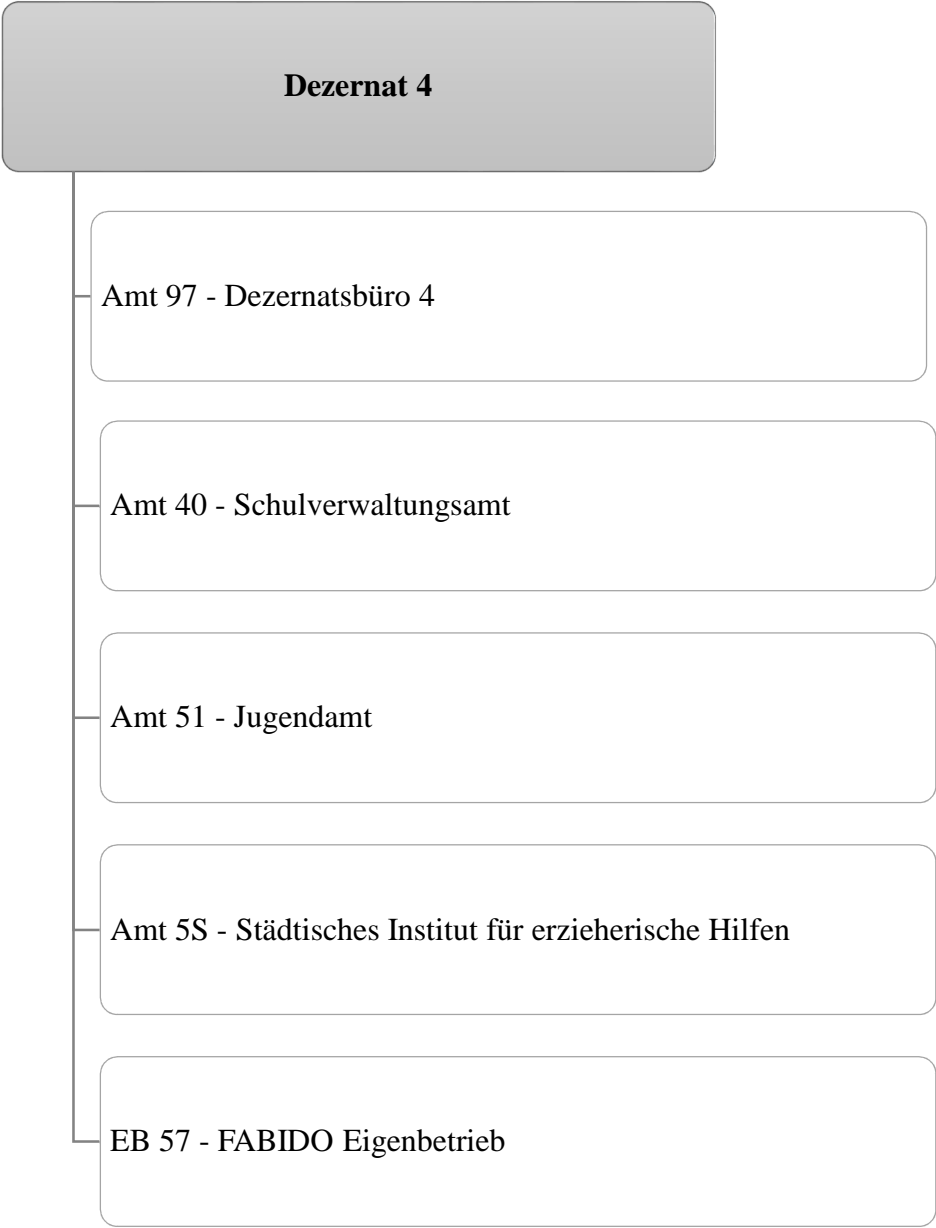 Dezernat 4
Amt 97 - Dezernatsbüro 4
Amt 40 - Schulverwaltungsamt
Amt 51 - Jugendamt
Amt 5S - Städtisches Institut für erzieherische Hilfen
EB 57 - FABIDO Eigenbetrieb